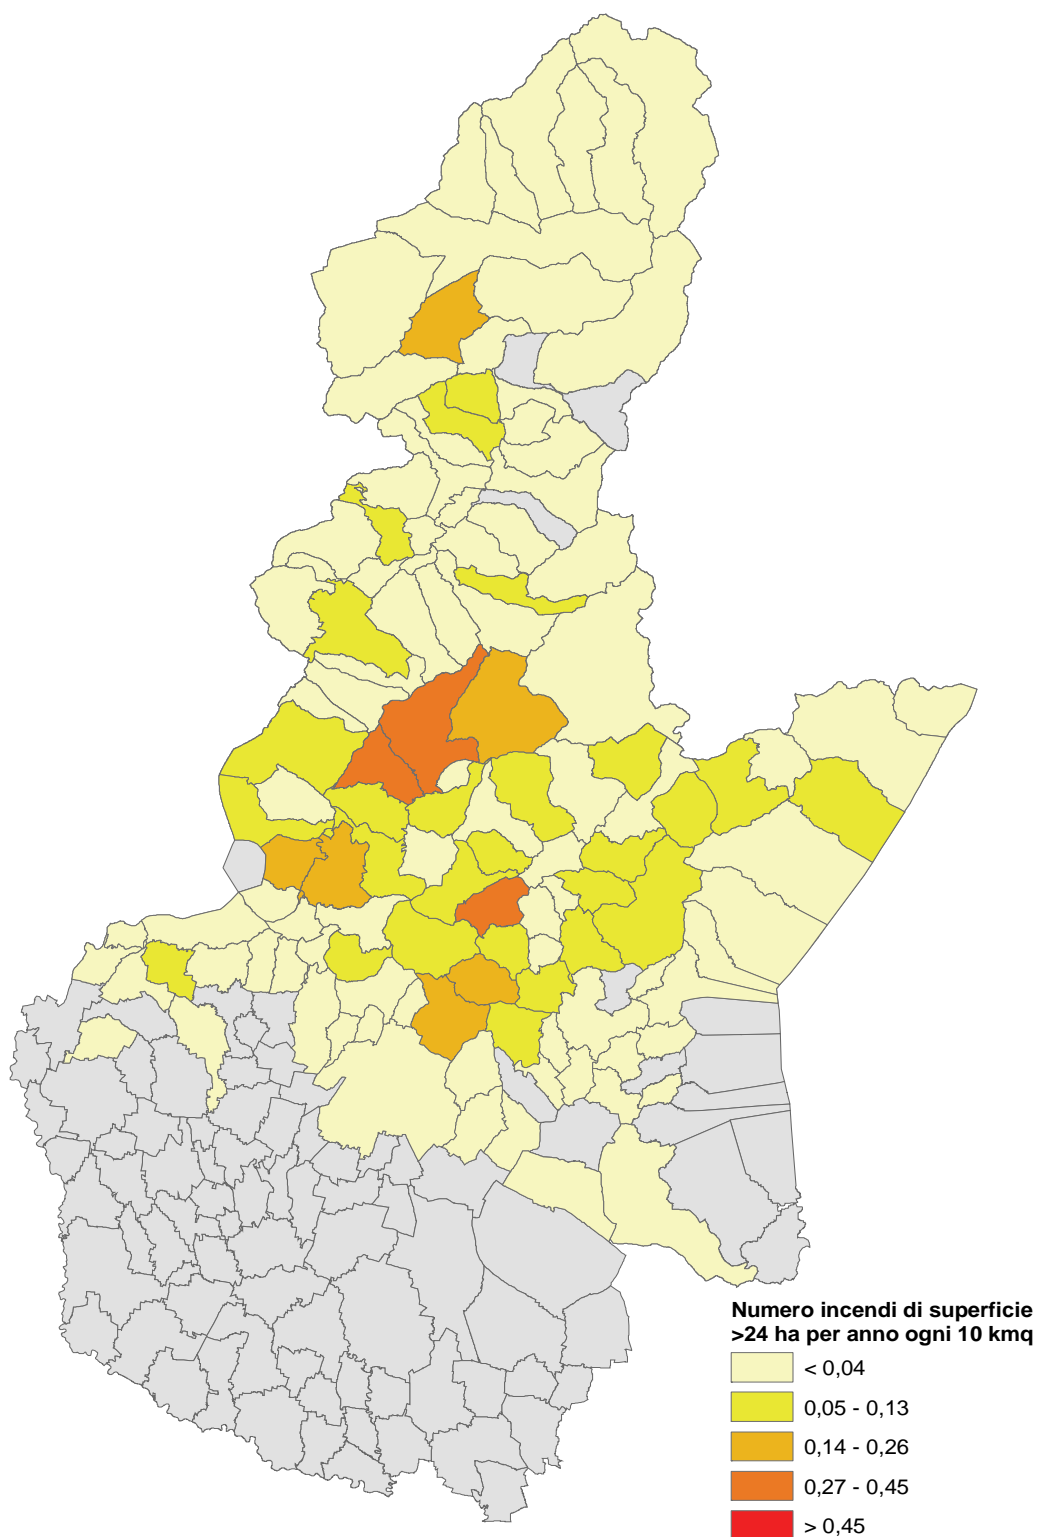 Numero incendi di superficie
>24 ha per anno ogni 10 kmq
< 0,04
0,05 - 0,13
0,14 - 0,26
0,27 - 0,45
> 0,45